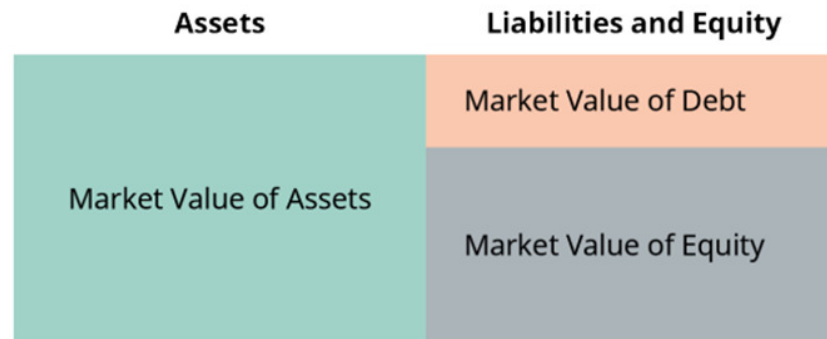 Assets
Liabilities and Equity
Market Value of Debt
Market Value of Assets
Market Value of Equity